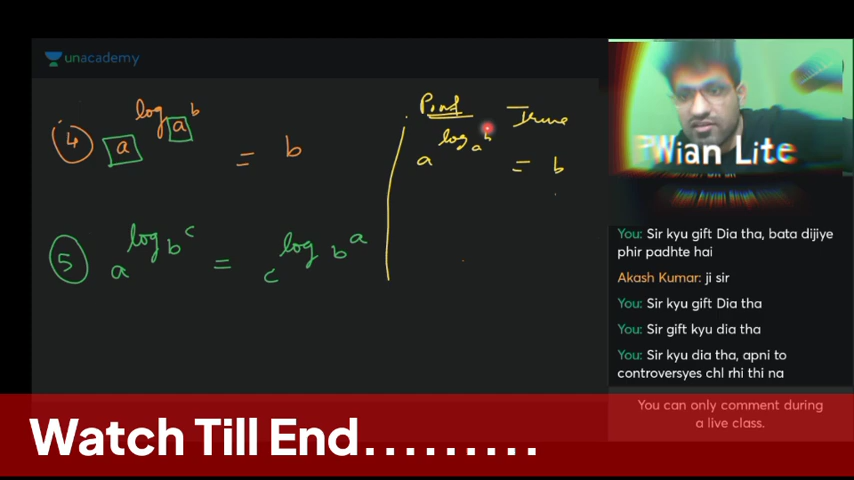 unacademy
④ a^{log_a b} = b
⑤ a^{log_b c} = c^{log_b a}
Proof True
a^{log_a b} = b
Wian Lite
You: Sir kyu gift Dia tha, bata dijiye
phir padhte hai
Akash Kumar: ji sir
You: Sir kyu gift Dia tha
You: Sir gift kyu dia tha
You: Sir kyu dia tha, apni to
controversyes chl rhi thi na
You can only comment during
a live class.
Watch Till End.........